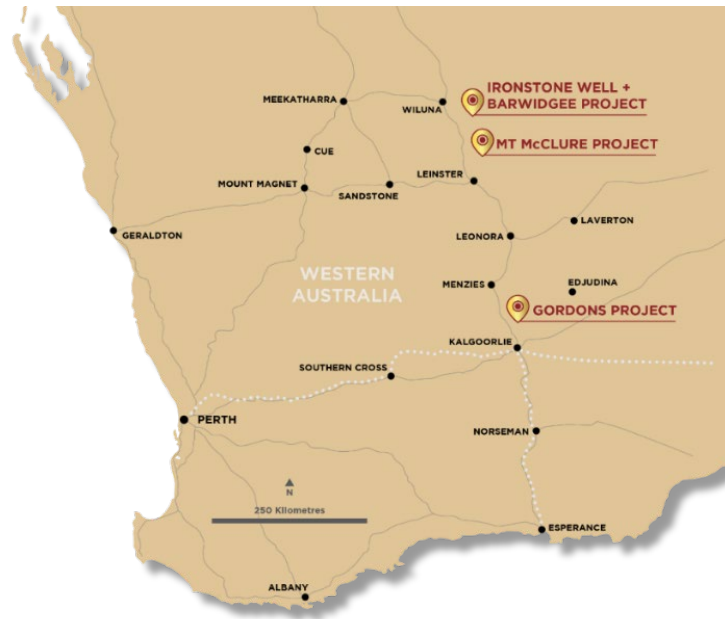 IRONSTONE WELL +
BARWIDGEE PROJECT
MEEKATHARRA
WILUNA
MT McCLURE PROJECT
CUE
LEINSTER
MOUNT MAGNET
SANDSTONE
LAVERTON
GERALDTON
LEONORA
WESTERN
AUSTRALIA
MENZIES
EDJUDINA
GORDONS PROJECT
KALGOORLIE
SOUTHERN CROSS
PERTH
NORSEMAN
N
250 Kilometres
ESPERANCE
ALBANY